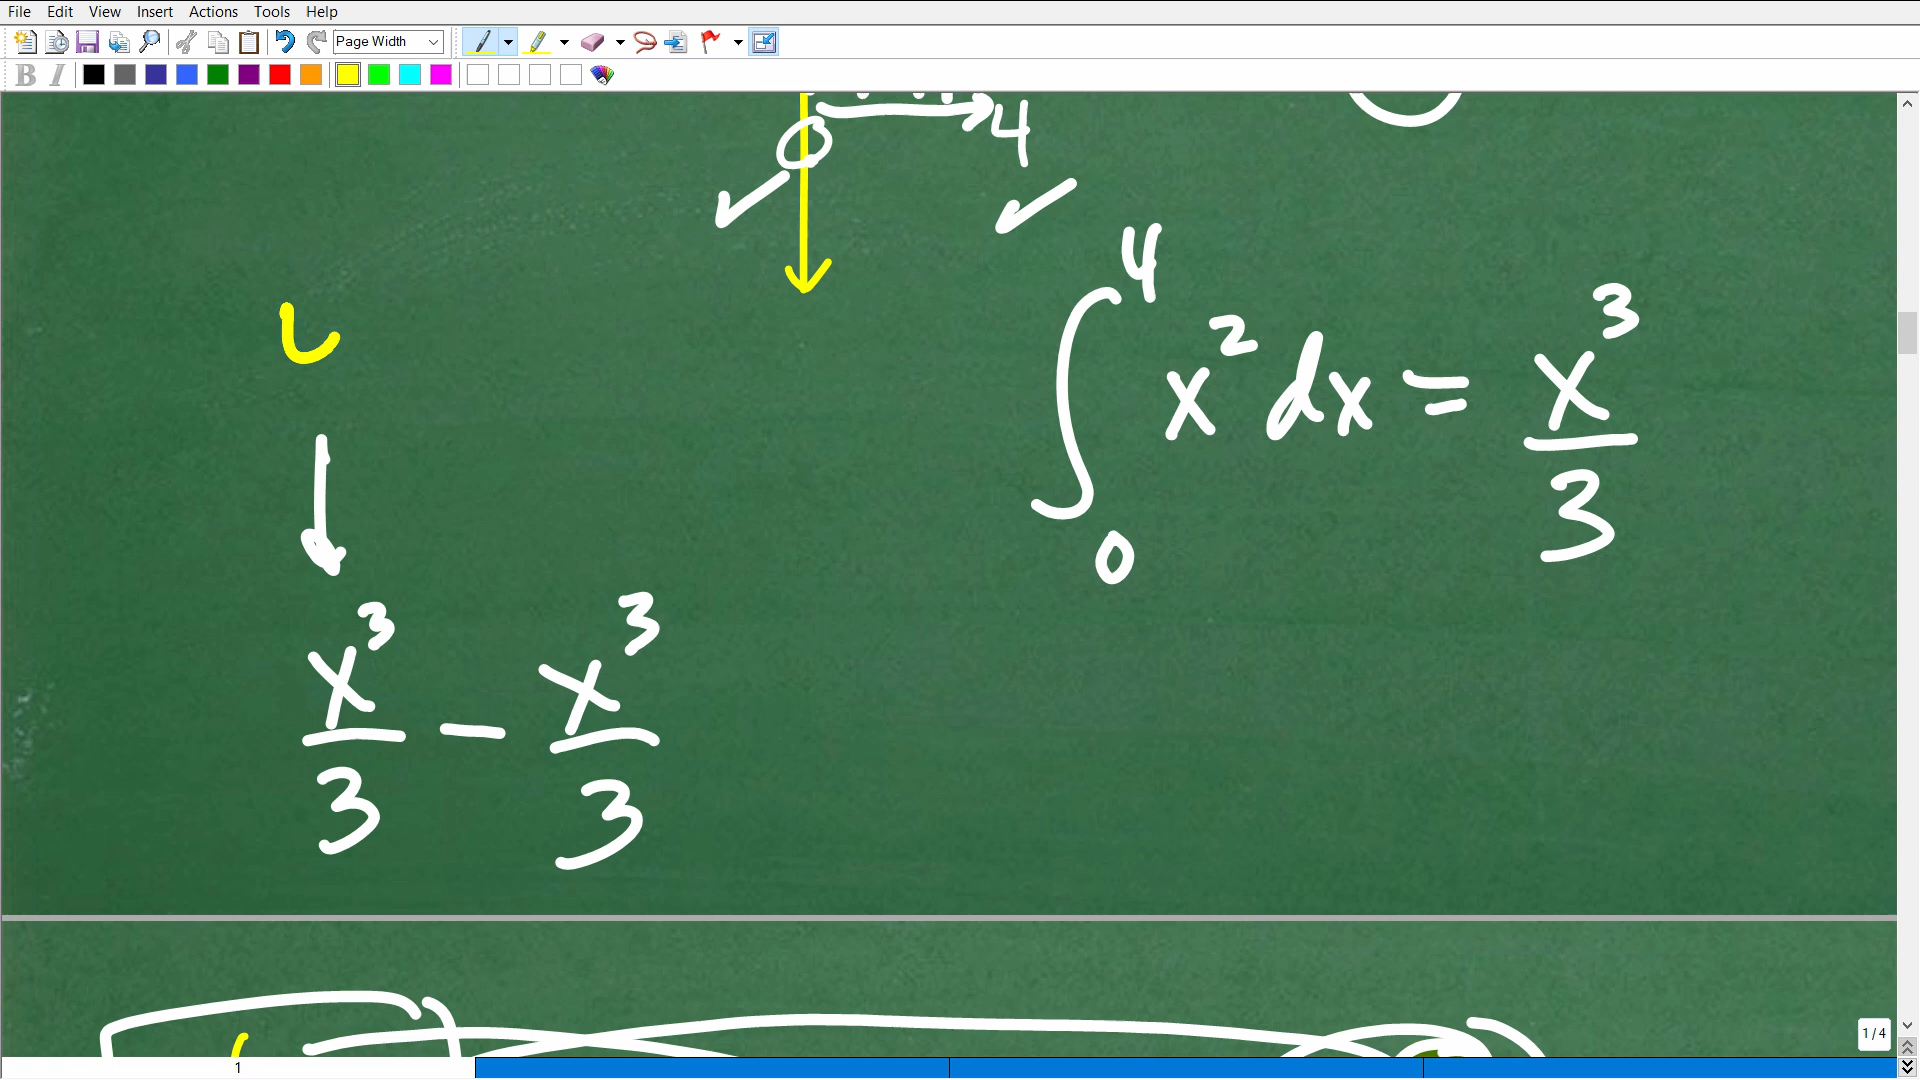 File Edit View Insert Actions Tools Help
Page Width
B I
0 4
∫₀⁴ x² dx = x³/3
x³/3 - x³/3
1 / 4
1